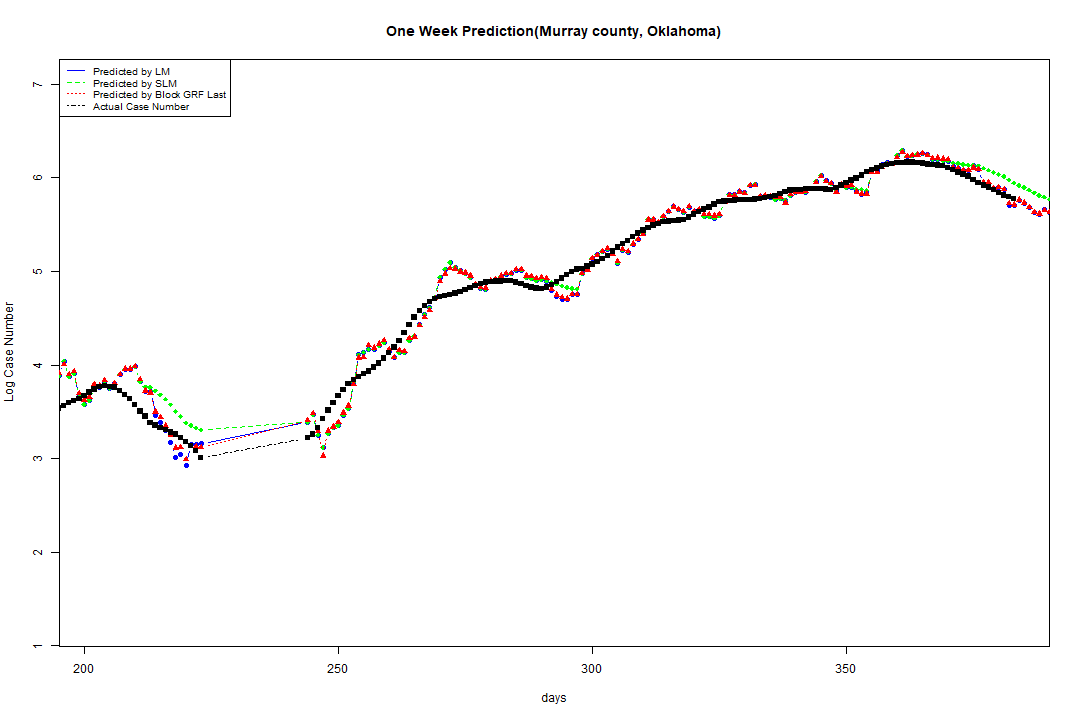 One Week Prediction(Murray county, Oklahoma)
Predicted by LM
Predicted by SLM
Predicted by Block GRF Last
Actual Case Number
7
6
5
4
3
2
1
Log Case Number
200
250
300
350
days